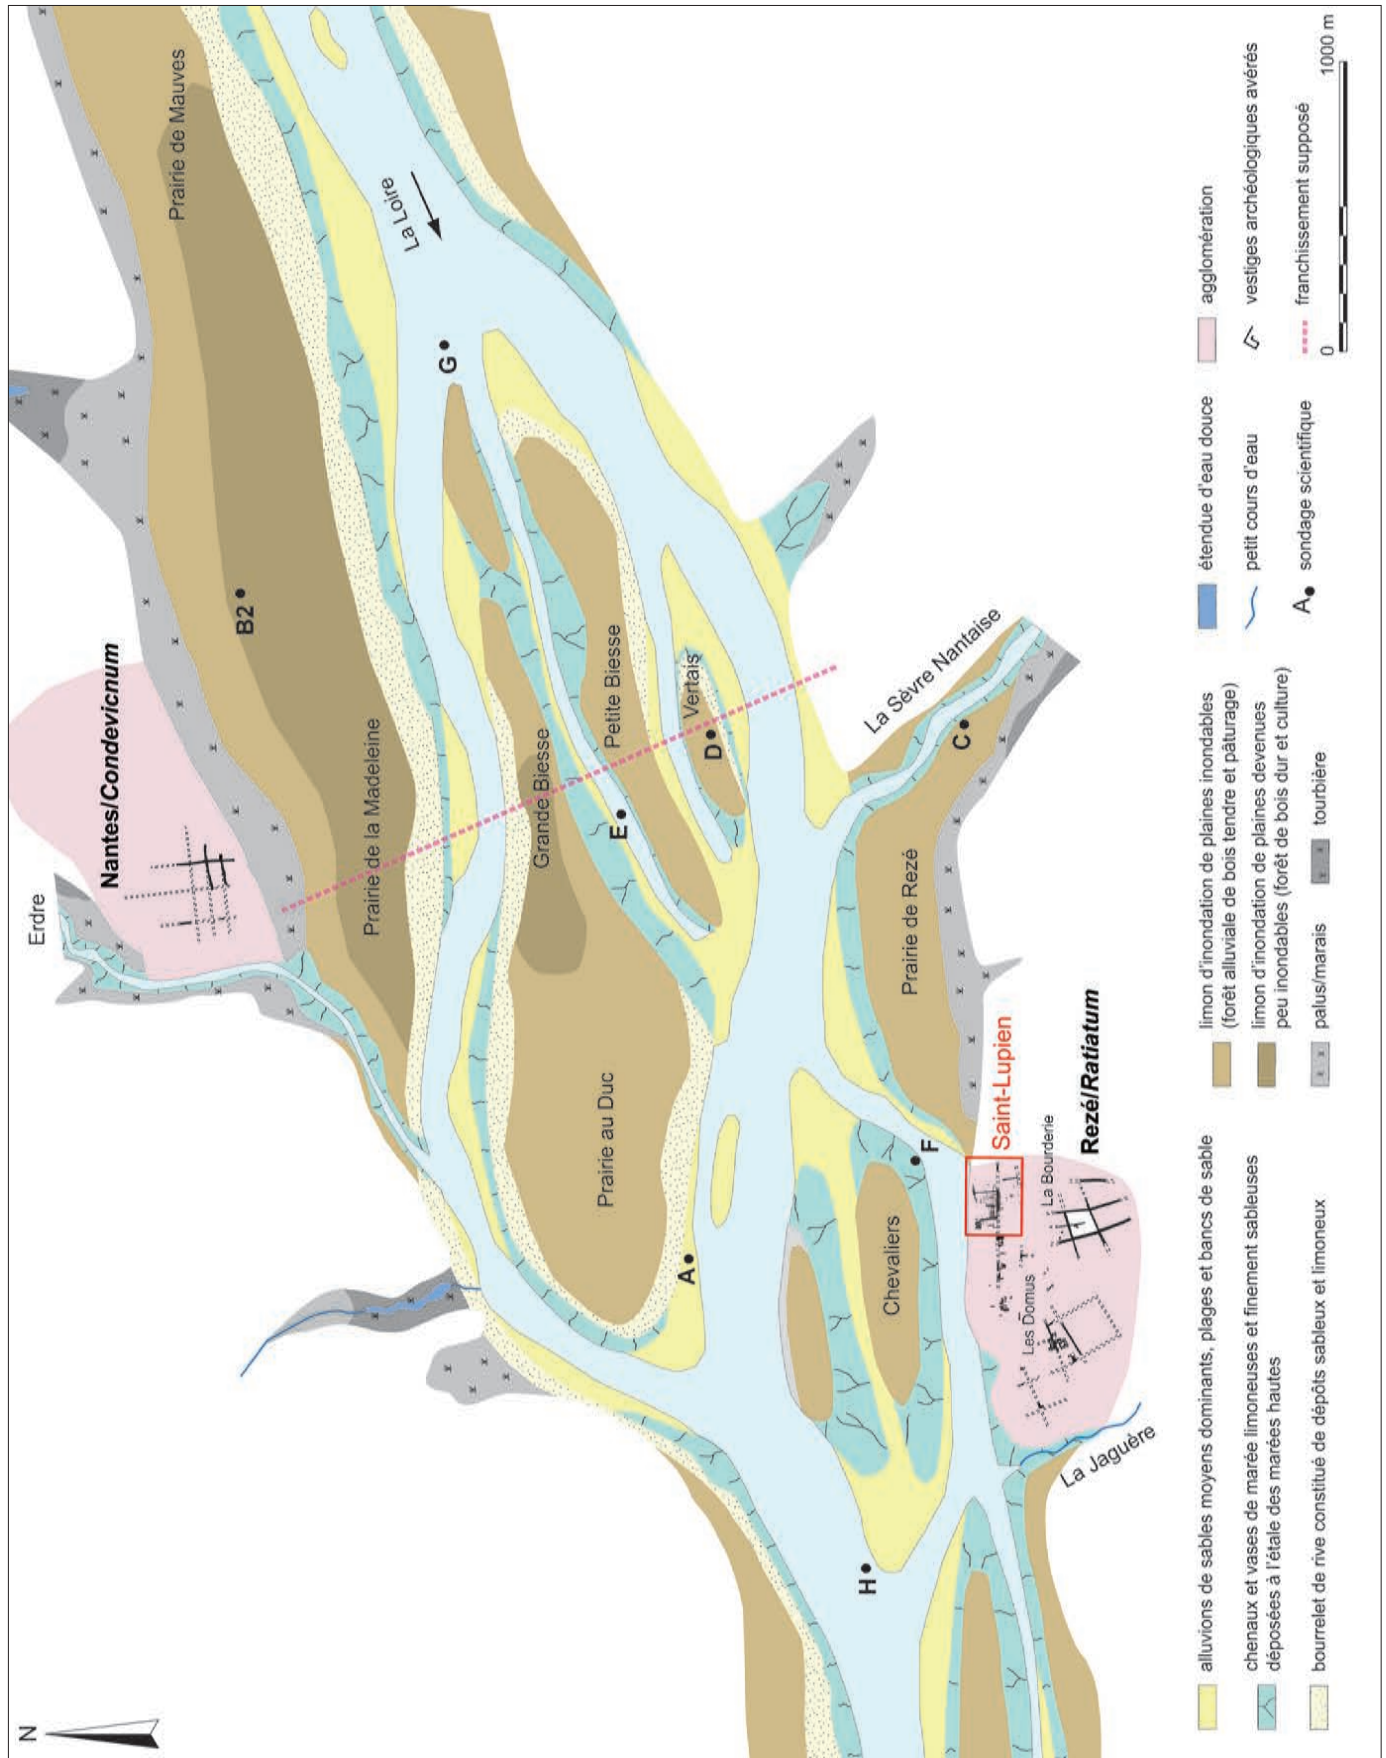 N
Erdre
Nantes/Condevicnum
B2
Prairie de Mauves
Prairie de la Madeleine
La Loire
G
Grande Biesse
Petite Biesse
E
Vertais
D
Prairie au Duc
A
La Sèvre Nantaise
C
Prairie de Rezé
H
Chevaliers
F
Saint-Lupien
La Bourderie
Les Domus
Rezé/Ratiatum
La Jaguère
alluvions de sables moyens dominants, plages et bancs de sable
chenaux et vases de marée limoneuses et finement sableuses
déposées à l'étale des marées hautes
bourrelet de rive constitué de dépôts sableux et limoneux
limon d'inondation de plaines inondables
(forêt alluviale de bois tendre et pâturage)
limon d'inondation de plaines devenues
peu inondables (forêt de bois dur et culture)
palus/marais
tourbière
étendue d'eau douce
petit cours d'eau
A
sondage scientifique
agglomération
vestiges archéologiques avérés
franchissement supposé
0
1000 m